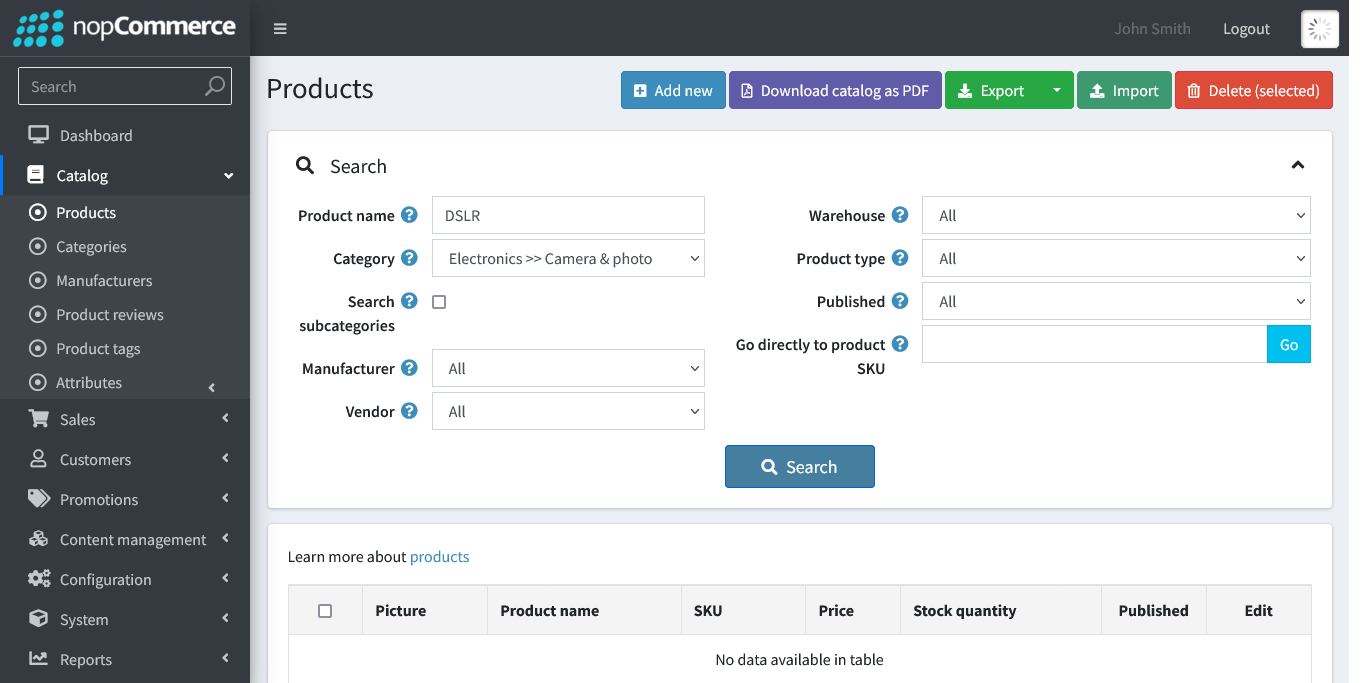 nopCommerce
John Smith
Logout
Search
Dashboard
Catalog
Products
Categories
Manufacturers
Product reviews
Product tags
Attributes
Sales
Customers
Promotions
Content management
Configuration
System
Reports
Products
Add new
Download catalog as PDF
Export
Import
Delete (selected)
Search
Product name ? DSLR
Category ? Electronics >> Camera & photo
Search ?
subcategories
Manufacturer ? All
Vendor ? All
Warehouse ? All
Product type ? All
Published ? All
Go directly to product ? Go
SKU
Search
Learn more about products
Picture Product name SKU Price Stock quantity Published Edit
No data available in table